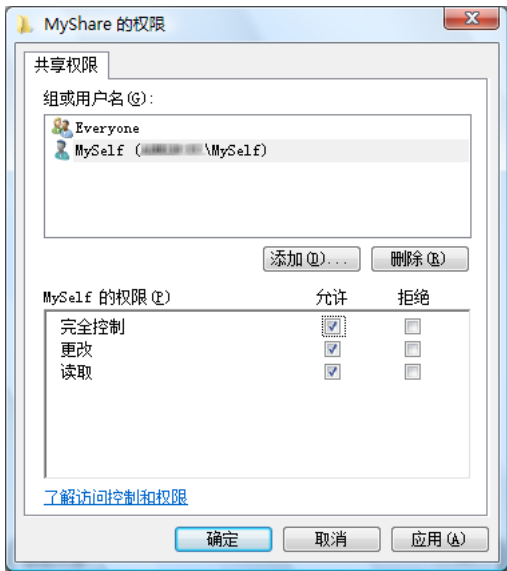 MyShare 的权限
共享权限
组或用户名(G):
Everyone
MySelf ( \MySelf)
添加(D)... 删除(R)
MySelf 的权限(P) 允许 拒绝
完全控制
更改
读取
了解访问控制和权限
确定 取消 应用(A)